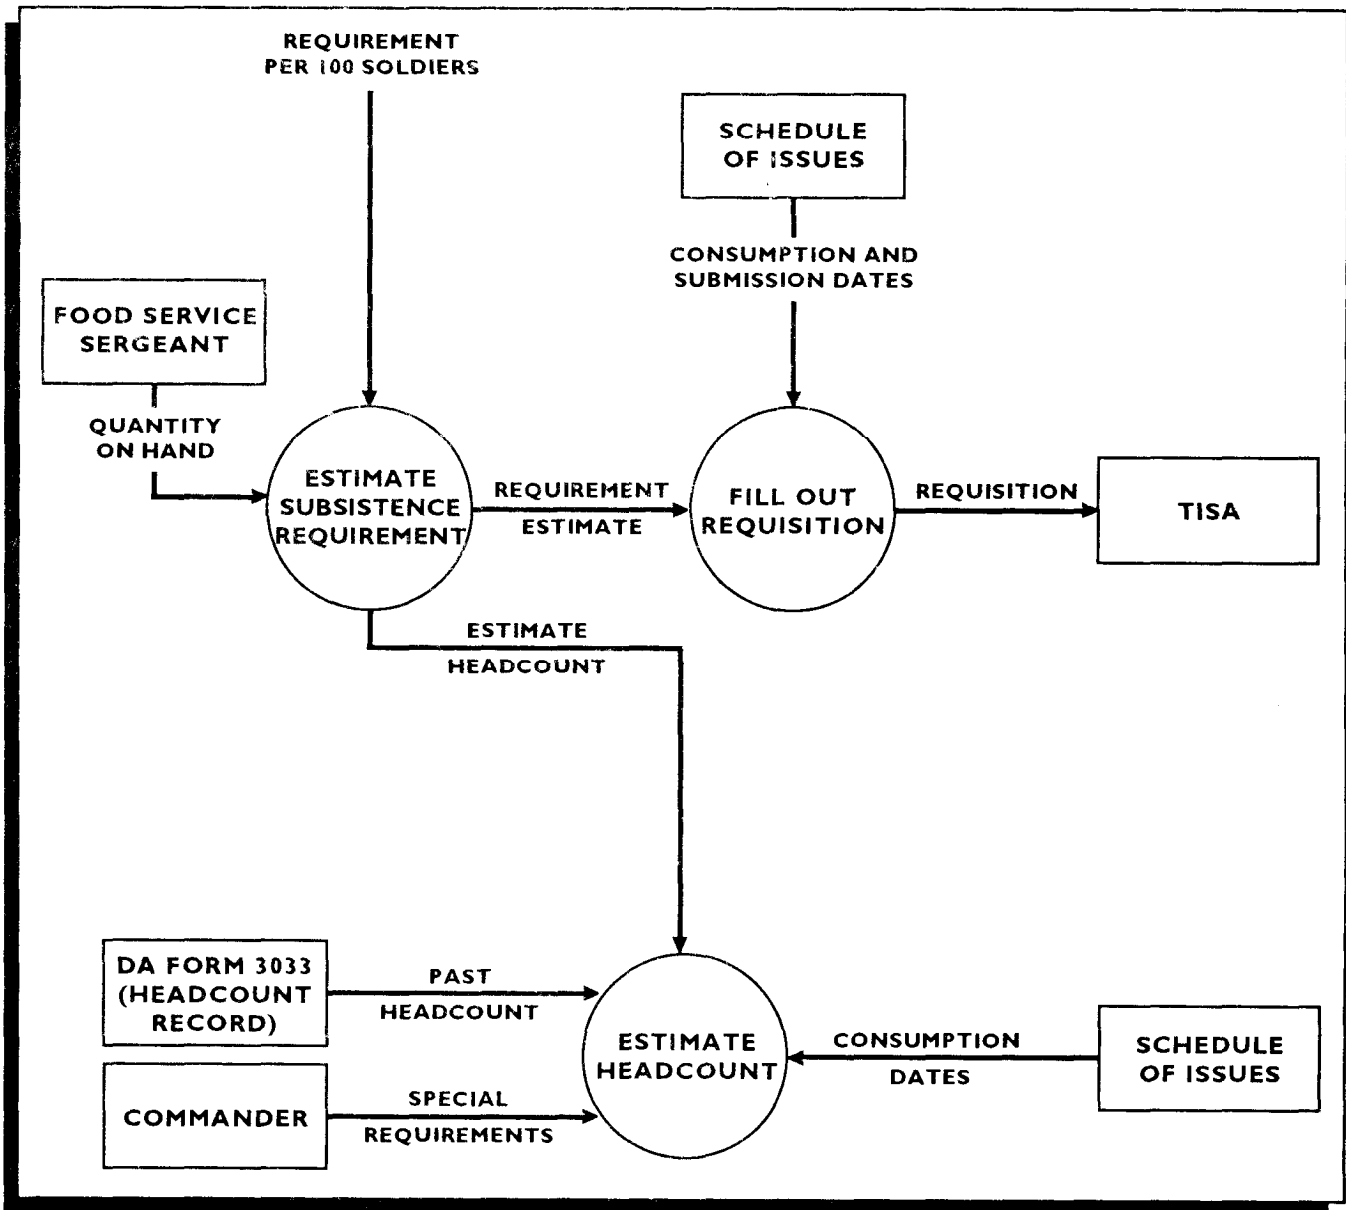 REQUIREMENT
PER 100 SOLDIERS
SCHEDULE
OF ISSUES
CONSUMPTION AND
SUBMISSION DATES
FOOD SERVICE
SERGEANT
QUANTITY
ON HAND
ESTIMATE
SUBSISTENCE
REQUIREMENT
REQUIREMENT
ESTIMATE
FILL OUT
REQUISITION
REQUISITION
TISA
ESTIMATE
HEADCOUNT
DA FORM 3033
(HEADCOUNT
RECORD)
PAST
HEADCOUNT
COMMANDER
SPECIAL
REQUIREMENTS
ESTIMATE
HEADCOUNT
CONSUMPTION
DATES
SCHEDULE
OF ISSUES